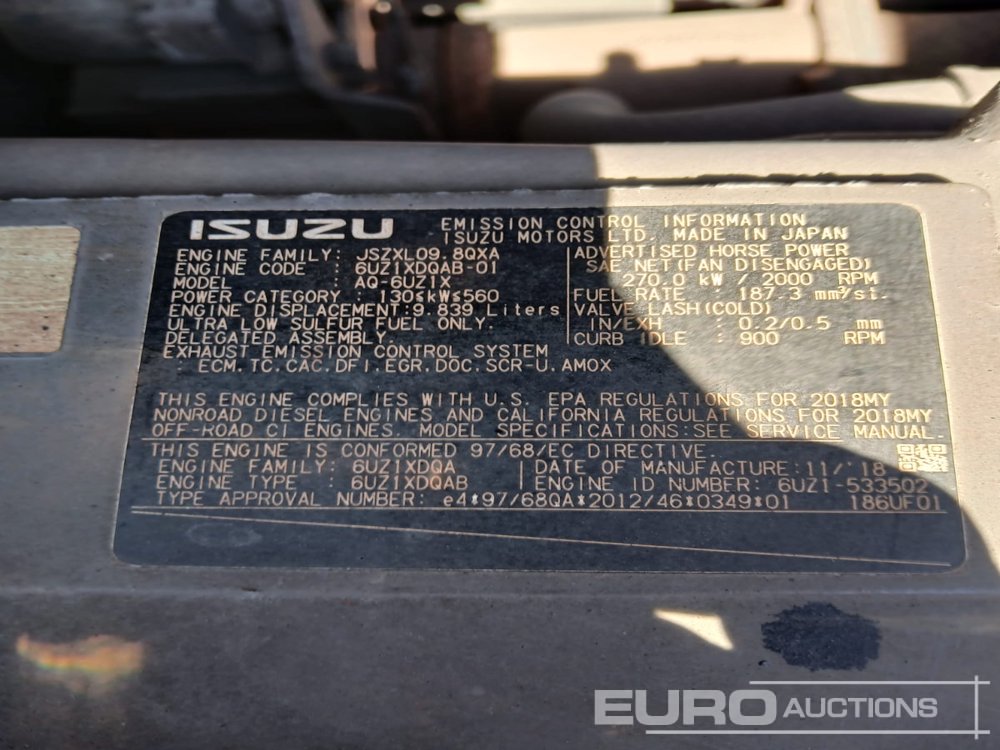 ISUZU EMISSION CONTROL INFORMATION
ISUZU MOTORS LTD. MADE IN JAPAN
ENGINE FAMILY: JSZXL09.8QXA
ENGINE CODE : 6UZ1XDQAB-01
MODEL : AQ-6UZ1X
POWER CATEGORY : 130≤kW≤560
ENGINE DISPLACEMENT:9.839 Liters
ULTRA LOW SULFUR FUEL ONLY.
DELEGATED ASSEMBLY.
EXHAUST EMISSION CONTROL SYSTEM
: ECM.TC.CAC.DFI.EGR.DOC.SCR-U.AMOX
ADVERTISED HORSE POWER
SAE NET(FAN DISENGAGED)
270.0 kW / 2000 RPM
FUEL RATE : 187.3 mm³/st.
VALVE LASH(COLD)
IN/EXH : 0.2/0.5 mm
CURB IDLE : 900 RPM
THIS ENGINE COMPLIES WITH U.S. EPA REGULATIONS FOR 2018MY
NONROAD DIESEL ENGINES AND CALIFORNIA REGULATIONS FOR 2018MY
OFF-ROAD CI ENGINES. MODEL SPECIFICATIONS:SEE SERVICE MANUAL.
THIS ENGINE IS CONFORMED 97/68/EC DIRECTIVE.
ENGINE FAMILY: 6UZ1XDQA DATE OF MANUFACTURE:11/'18
ENGINE TYPE : 6UZ1XDQAB ENGINE ID NUMBER: 6UZ1-533502
TYPE APPROVAL NUMBER: e4*97/68QA*2012/46*0349*01 186UF01
EURO AUCTIONS